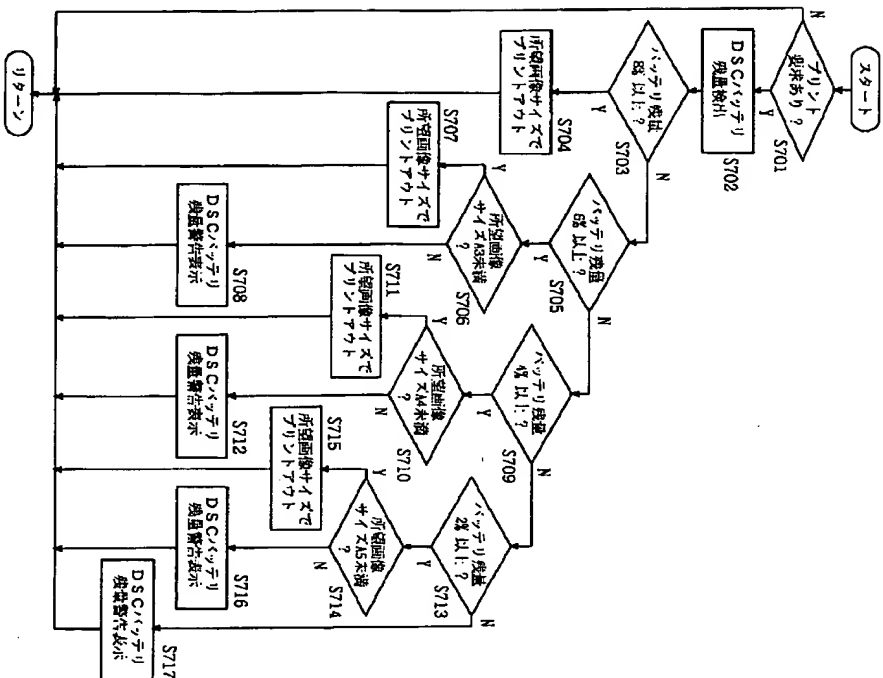 スタート
プリント
要求あり?
S701
Y
N
DSCバッテリ
残量検出
S702
バッテリ残量
8% 以上?
S703
Y
N
所望画像サイズで
プリントアウト
S704
バッテリ残量
6% 以上?
S705
Y
N
所望画像
サイズA3未満
?
S706
Y
N
所望画像サイズで
プリントアウト
S707
DSCバッテリ
残量警告表示
S708
バッテリ残量
4% 以上?
S709
Y
N
所望画像
サイズA4未満
?
S710
Y
N
所望画像サイズで
プリントアウト
S711
DSCバッテリ
残量警告表示
S712
バッテリ残量
2% 以上?
S713
Y
N
所望画像
サイズA5未満
?
S714
Y
N
所望画像サイズで
プリントアウト
S715
DSCバッテリ
残量警告表示
S716
DSCバッテリ
残量警告表示
S717
リターン